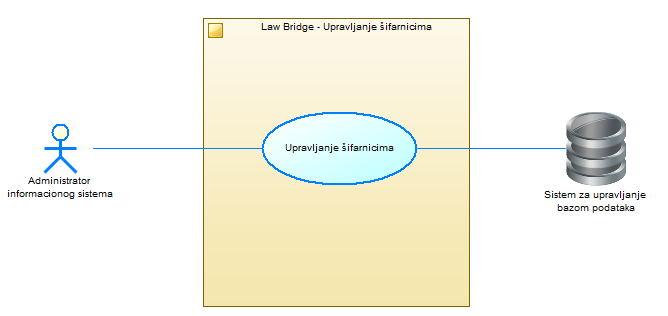 Law Bridge - Upravljanje šifarnicima
Upravljanje šifarnicima
Administrator
informacionog sistema
Sistem za upravljanje
bazom podataka